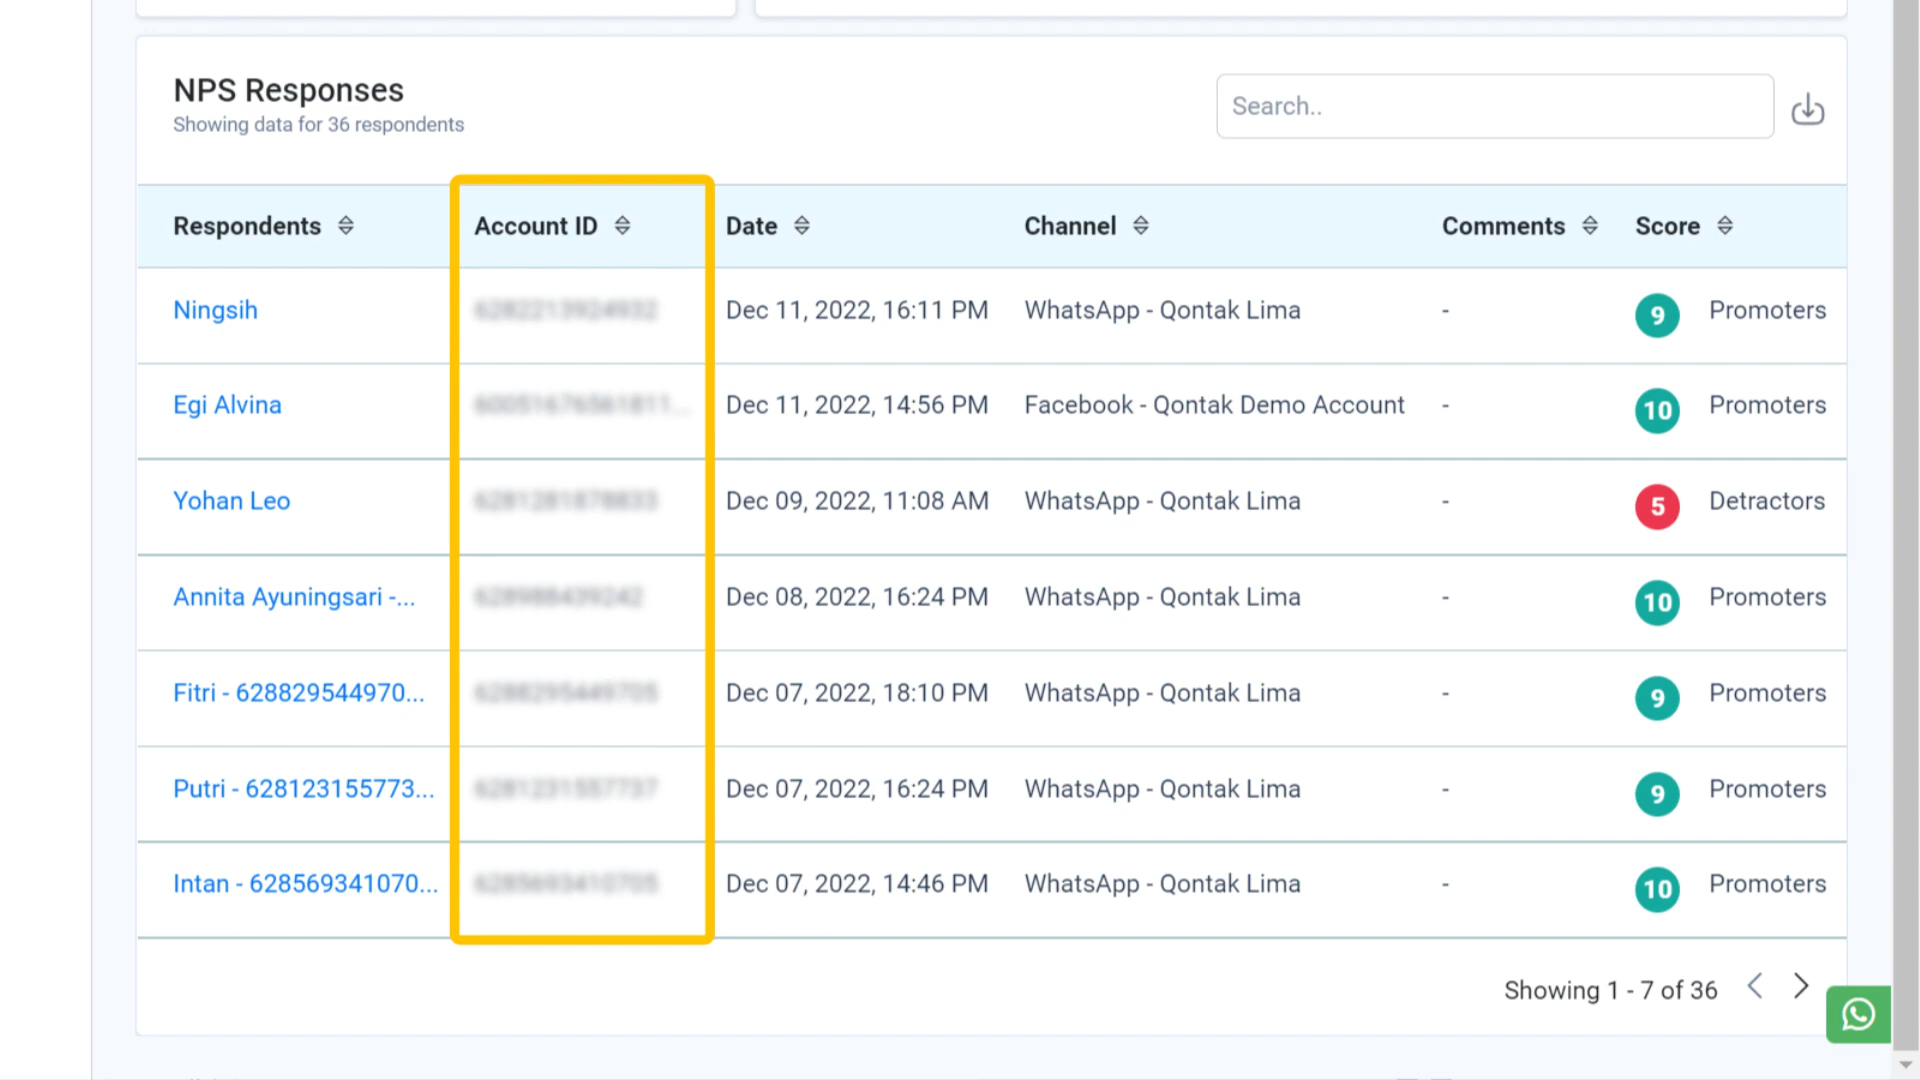 NPS Responses
Showing data for 36 respondents
Search..
Respondents Account ID Date Channel Comments Score
Ningsih Dec 11, 2022, 16:11 PM WhatsApp - Qontak Lima - 9 Promoters
Egi Alvina Dec 11, 2022, 14:56 PM Facebook - Qontak Demo Account - 10 Promoters
Yohan Leo Dec 09, 2022, 11:08 AM WhatsApp - Qontak Lima - 5 Detractors
Annita Ayuningsari -... Dec 08, 2022, 16:24 PM WhatsApp - Qontak Lima - 10 Promoters
Fitri - 628829544970... Dec 07, 2022, 18:10 PM WhatsApp - Qontak Lima - 9 Promoters
Putri - 628123155773... Dec 07, 2022, 16:24 PM WhatsApp - Qontak Lima - 9 Promoters
Intan - 628569341070... Dec 07, 2022, 14:46 PM WhatsApp - Qontak Lima - 10 Promoters
Showing 1 - 7 of 36